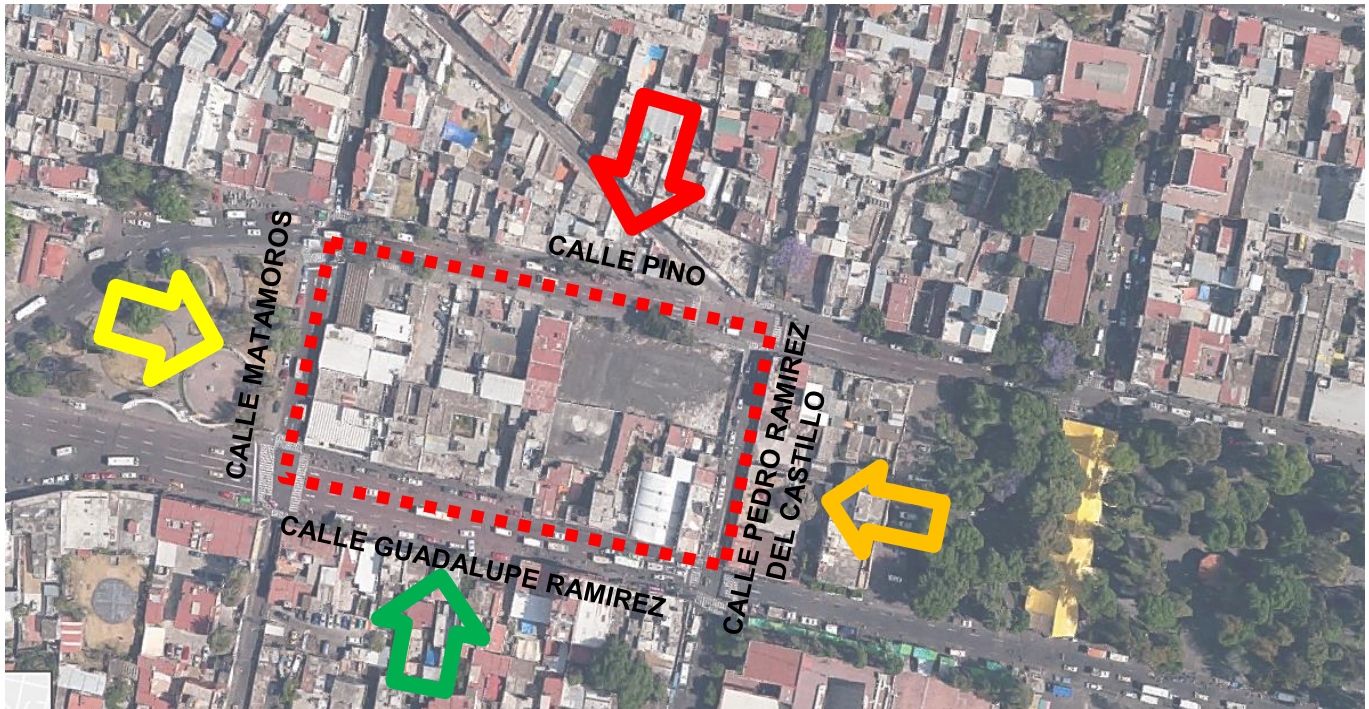 CALLE PINO
CALLE MATAMOROS
CALLE PEDRO RAMIREZ
DEL CASTILLO
CALLE GUADALUPE RAMIREZ